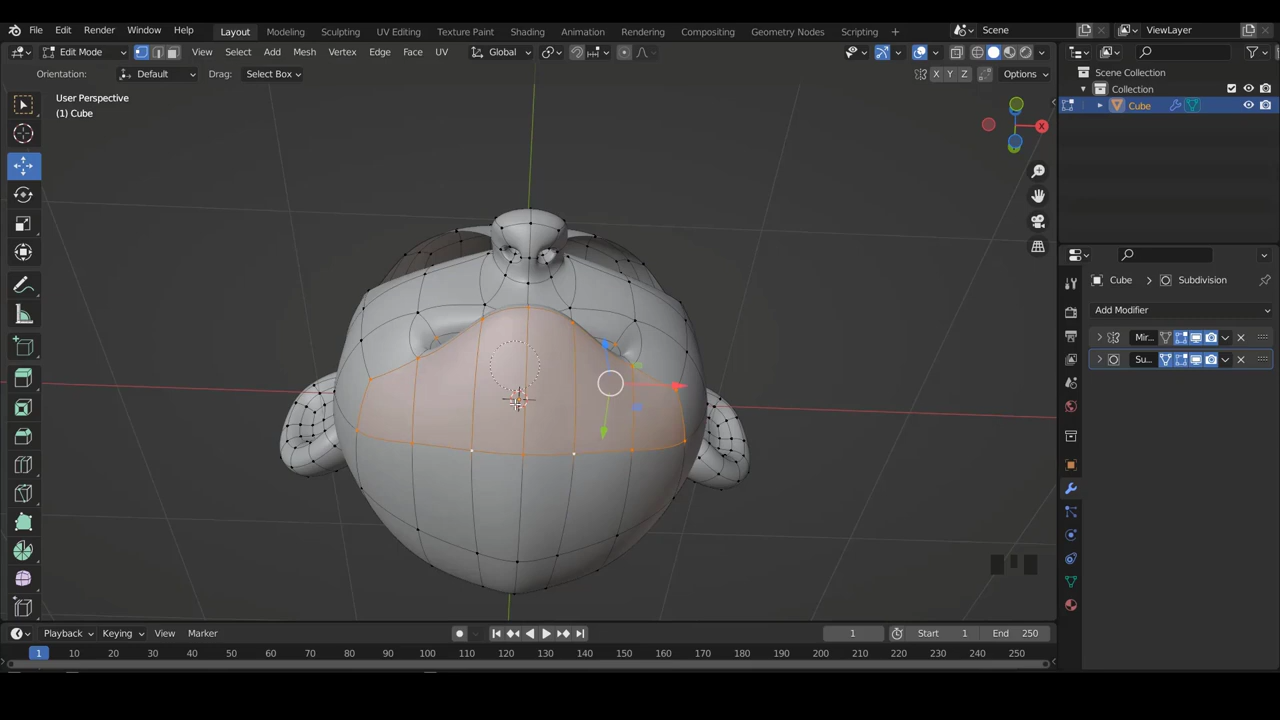 File Edit Render Window Help Layout Modeling Sculpting UV Editing Texture Paint Shading Animation Rendering Compositing Geometry Nodes Scripting + Scene ViewLayer
Edit Mode View Select Add Mesh Vertex Edge Face UV Global
Orientation: Default Drag: Select Box X Y Z Options
Scene Collection
Collection
Cube
User Perspective
(1) Cube
X
Cube > Subdivision
Add Modifier
Mir...
Su...
Playback Keying View Marker 1 Start 1 End 250
1 10 20 30 40 50 60 70 80 90 100 110 120 130 140 150 160 170 180 190 200 210 220 230 240 250